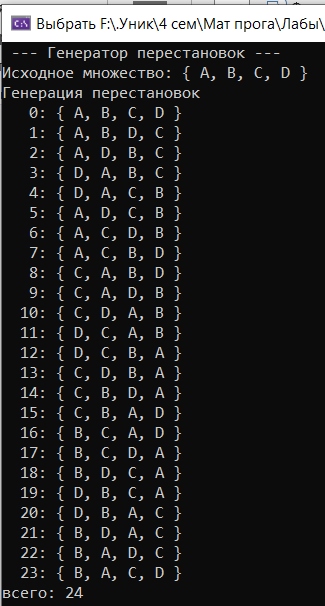 Выбрать F:\.Уник\4 сем\Мат прога\Лабы\
--- Генератор перестановок ---
Исходное множество: { A, B, C, D }
Генерация перестановок
0: { A, B, C, D }
1: { A, B, D, C }
2: { A, D, B, C }
3: { D, A, B, C }
4: { D, A, C, B }
5: { A, D, C, B }
6: { A, C, D, B }
7: { A, C, B, D }
8: { C, A, B, D }
9: { C, A, D, B }
10: { C, D, A, B }
11: { D, C, A, B }
12: { D, C, B, A }
13: { C, D, B, A }
14: { C, B, D, A }
15: { C, B, A, D }
16: { B, C, A, D }
17: { B, C, D, A }
18: { B, D, C, A }
19: { D, B, C, A }
20: { D, B, A, C }
21: { B, D, A, C }
22: { B, A, D, C }
23: { B, A, C, D }
всего: 24